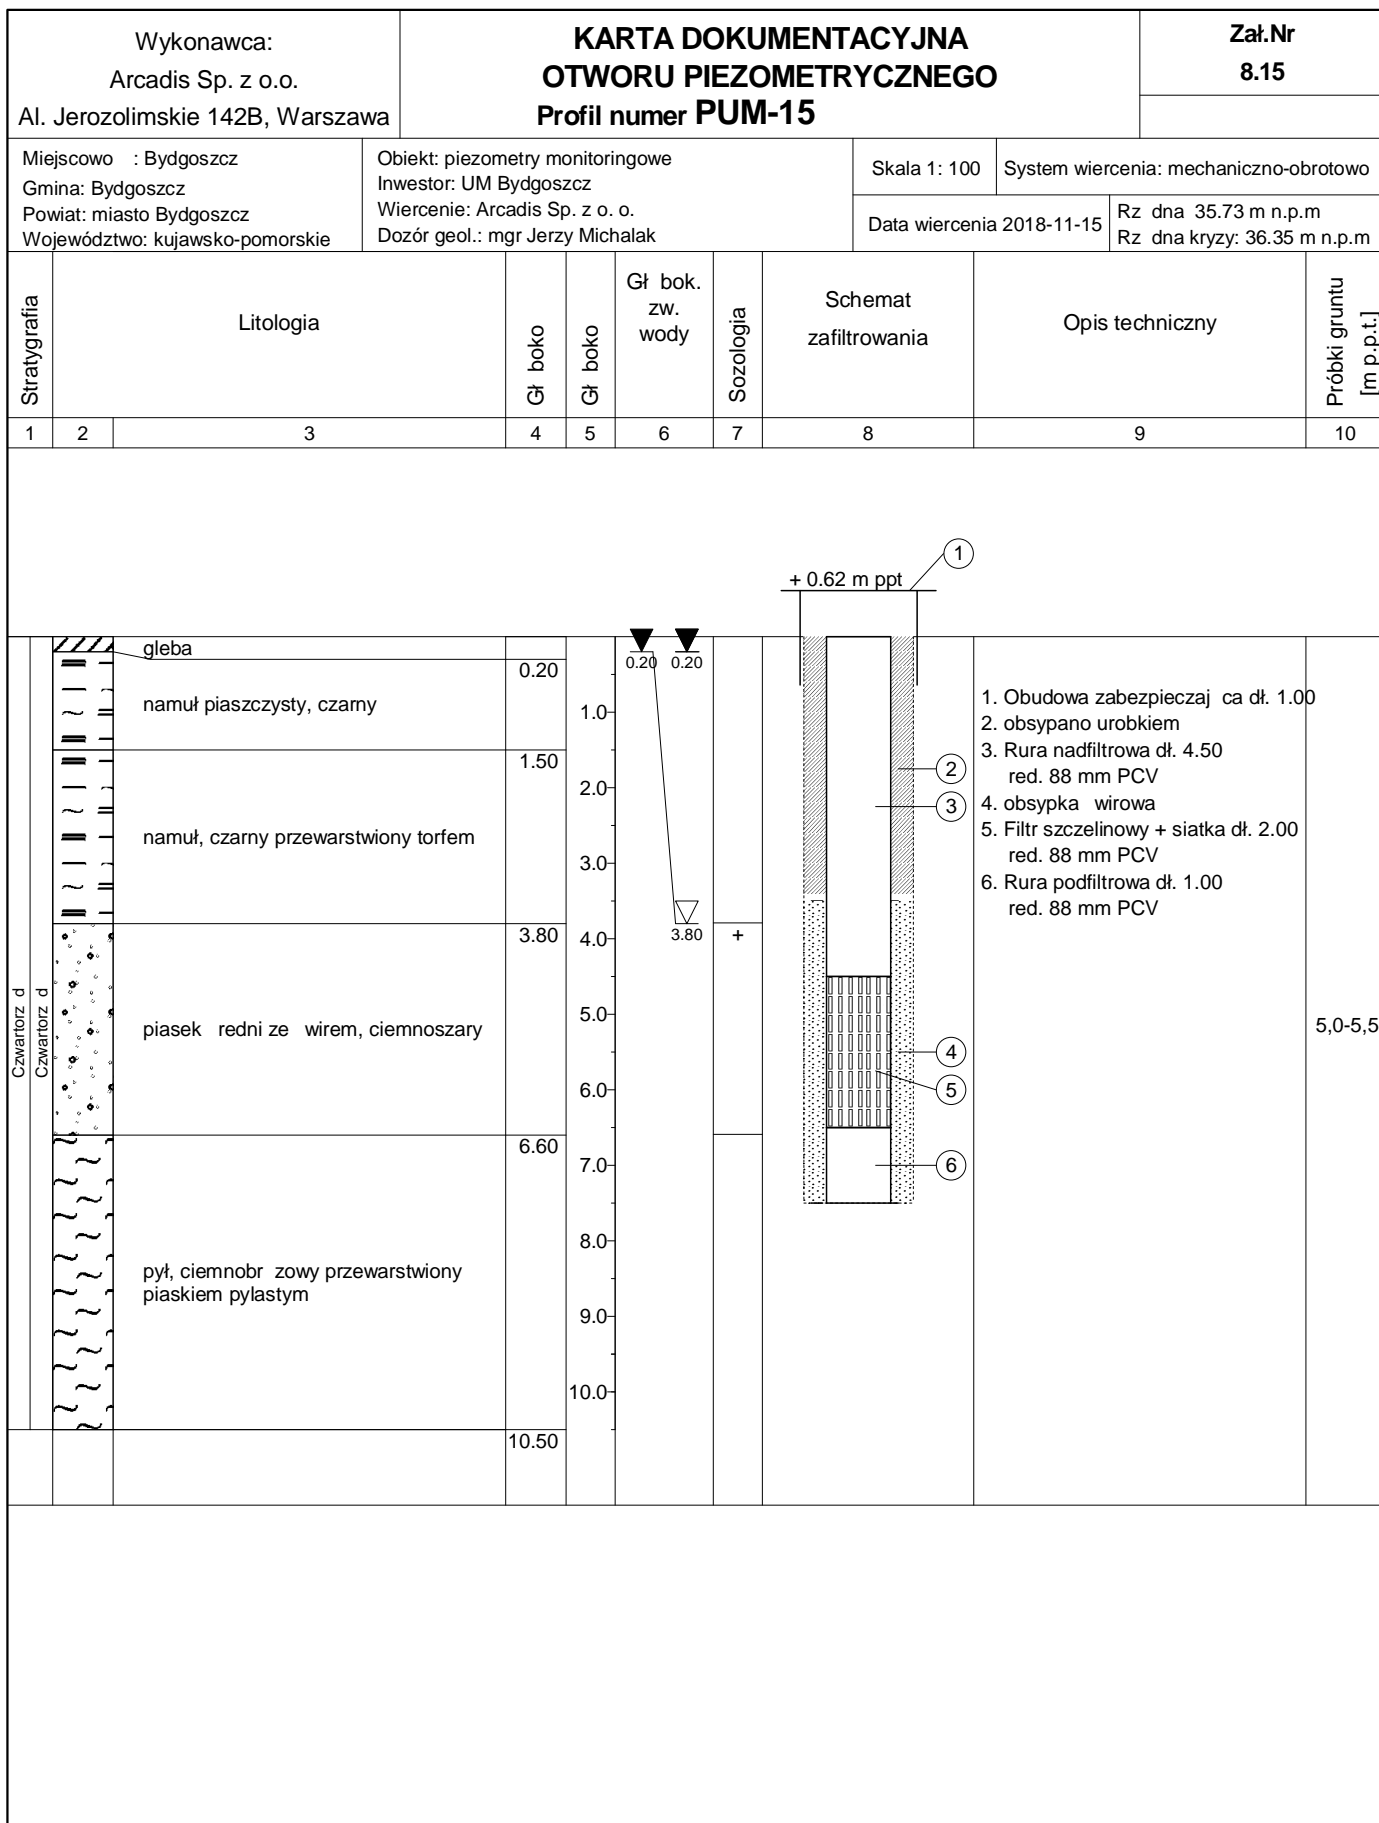 Wykonawca:
Arcadis Sp. z o.o.
Al. Jerozolimskie 142B, Warszawa
KARTA DOKUMENTACYJNA
OTWORU PIEZOMETRYCZNEGO
Profil numer PUM-15
Zał.Nr
8.15
Miejscowo : Bydgoszcz
Gmina: Bydgoszcz
Powiat: miasto Bydgoszcz
Województwo: kujawsko-pomorskie
Obiekt: piezometry monitoringowe
Inwestor: UM Bydgoszcz
Wiercenie: Arcadis Sp. z o. o.
Dozór geol.: mgr Jerzy Michalak
Skala 1: 100
System wiercenia: mechaniczno-obrotowo
Data wiercenia 2018-11-15
Rz dna 35.73 m n.p.m
Rz dna kryzy: 36.35 m n.p.m
Stratygrafia
Litologia
Gł boko
Gł boko
Gł bok.
zw.
wody
Sozologia
Schemat
zafiltrowania
Opis techniczny
Próbki gruntu
[m p.p.t.]
1 2 3 4 5 6 7 8 9 10
1
+ 0.62 m ppt
gleba
0.20
0.20 0.20
namuł piaszczysty, czarny
1.0
1.50
2.0
namuł, czarny przewarstwiony torfem
3.0
3.80
3.80
4.0
+
1. Obudowa zabezpieczaj ca dł. 1.00
2. obsypano urobkiem
3. Rura nadfiltrowa dł. 4.50
red. 88 mm PCV
4. obsypka wirowa
5. Filtr szczelinowy + siatka dł. 2.00
red. 88 mm PCV
6. Rura podfiltrowa dł. 1.00
red. 88 mm PCV
2
3
Czwartorz d
Czwartorz d
piasek redni ze wirem, ciemnoszary
5.0
5,0-5,5
4
5
6.0
6.60
7.0
6
8.0
pył, ciemnobr zowy przewarstwiony
piaskiem pylastym
9.0
10.0
10.50